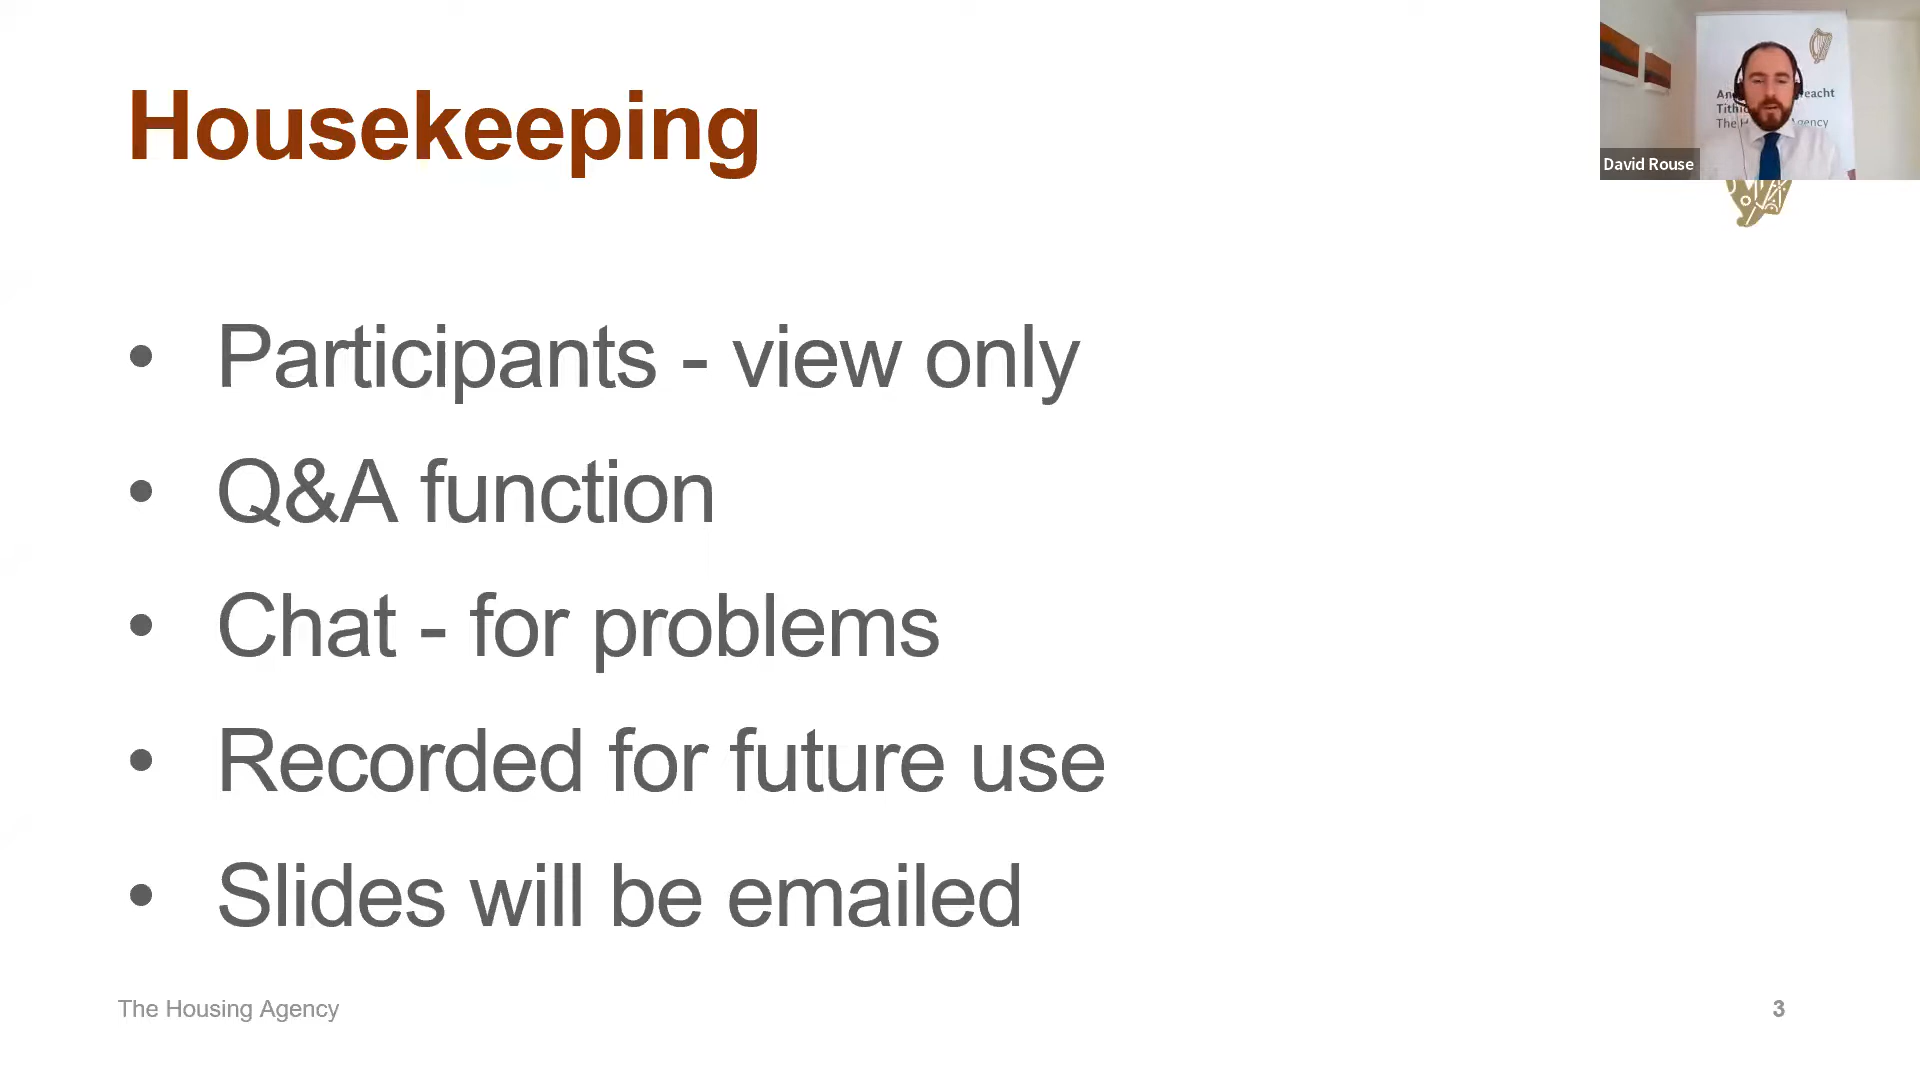 Housekeeping
• Participants - view only
• Q&A function
• Chat - for problems
• Recorded for future use
• Slides will be emailed
The Housing Agency
3
The
David Rouse